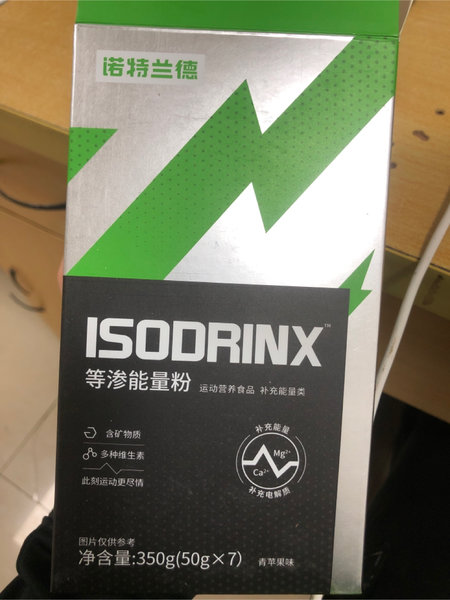 诺特兰德
ISODRINX™
等渗能量粉 运动营养食品 补充能量类
含矿物质
多种维生素
此刻运动更尽情
补充能量
Mg²⁺
Ca²⁺
补充电解质
图片仅供参考
净含量:350g(50g×7) 青苹果味